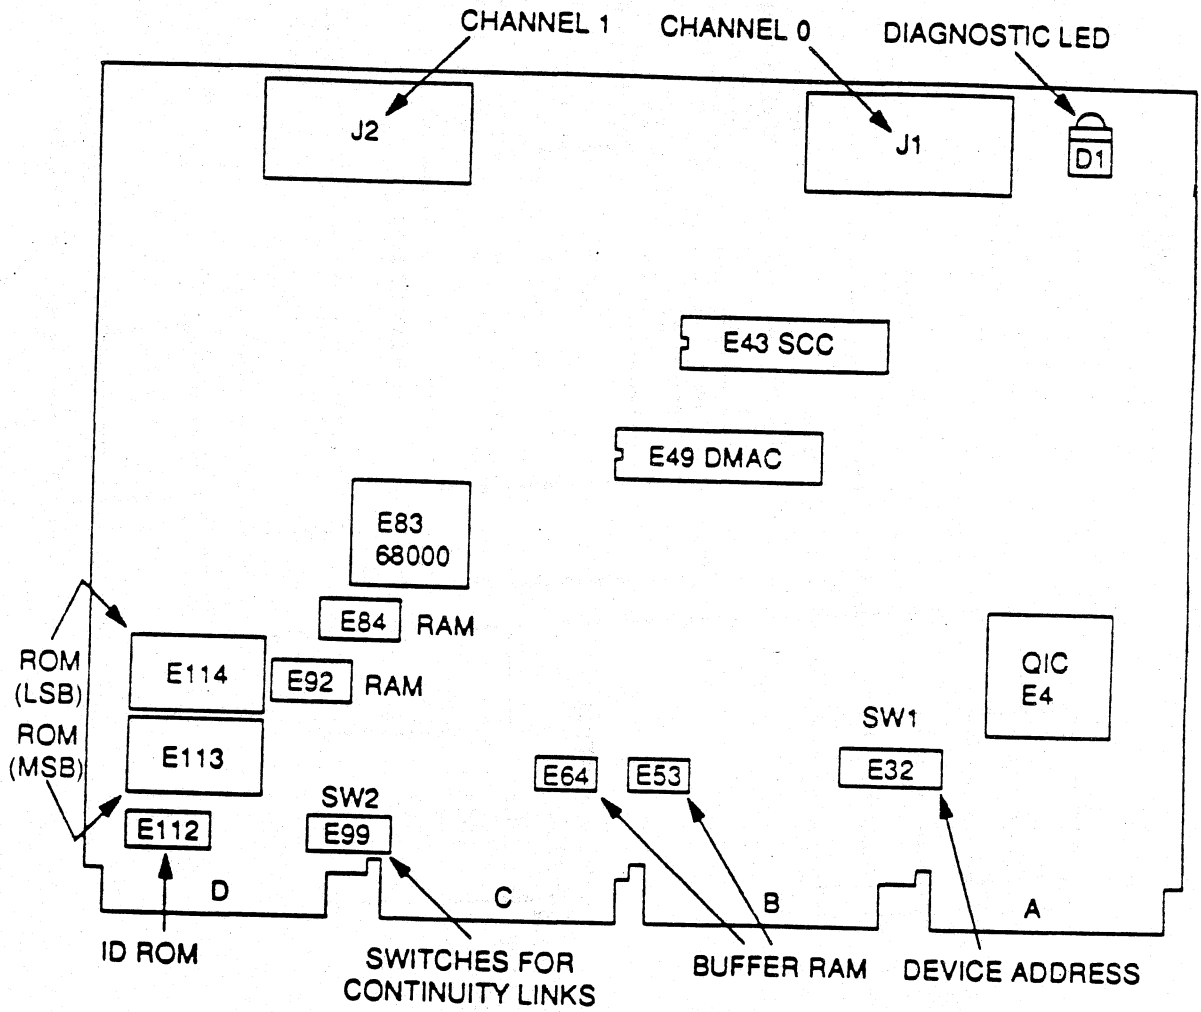 CHANNEL 1
CHANNEL 0
DIAGNOSTIC LED
J2
J1
D1
E43 SCC
E49 DMAC
E83
68000
E84
RAM
ROM
(LSB)
E114
E92
RAM
QIC
E4
ROM
(MSB)
E113
SW1
E32
E64
E53
SW2
E112
E99
D
C
B
A
ID ROM
SWITCHES FOR
CONTINUITY LINKS
BUFFER RAM
DEVICE ADDRESS